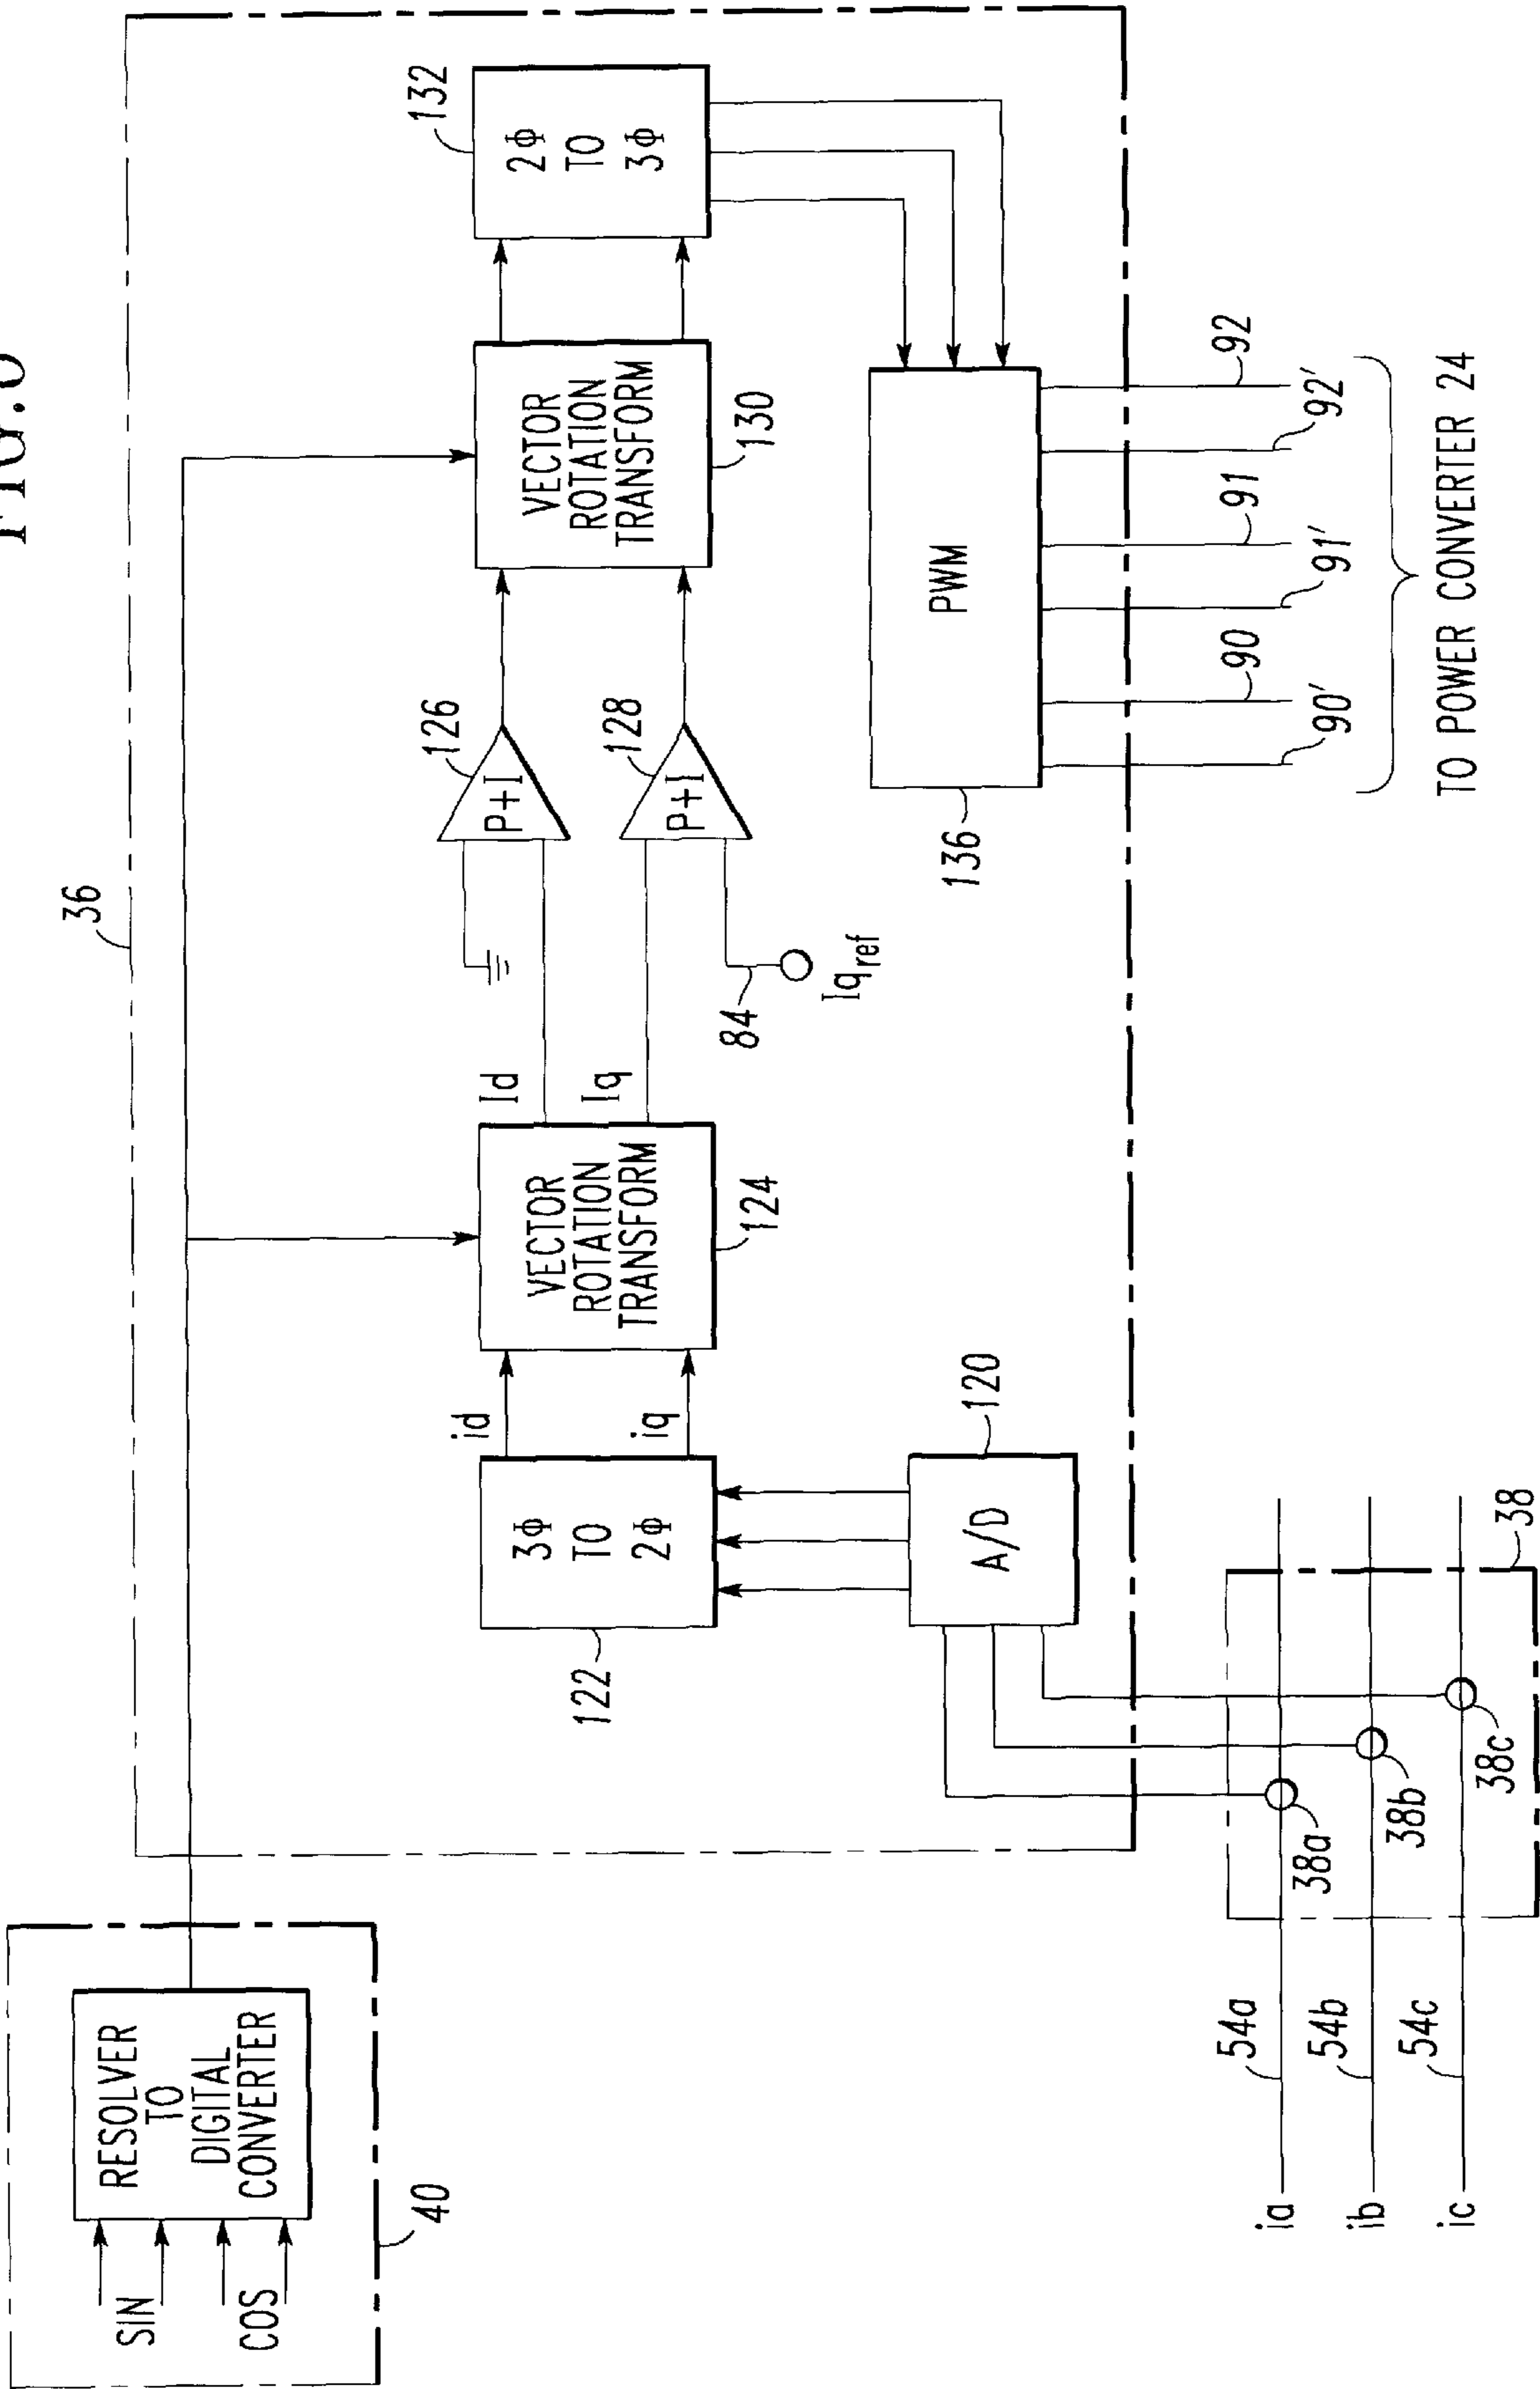 36
RESOLVER
TO
DIGITAL
CONVERTER
SIN
COS
40
3Φ
TO
2Φ
122
id
iq
VECTOR
ROTATION
TRANSFORM
124
Id
Iq
P+I
126
P+I
128
84
Iqref
VECTOR
ROTATION
TRANSFORM
130
2Φ
TO
3Φ
132
A/D
120
PWM
136
90'
90
91'
91
92'
92
TO POWER CONVERTER 24
ia
ib
ic
54a
54b
54c
38a
38b
38c
38